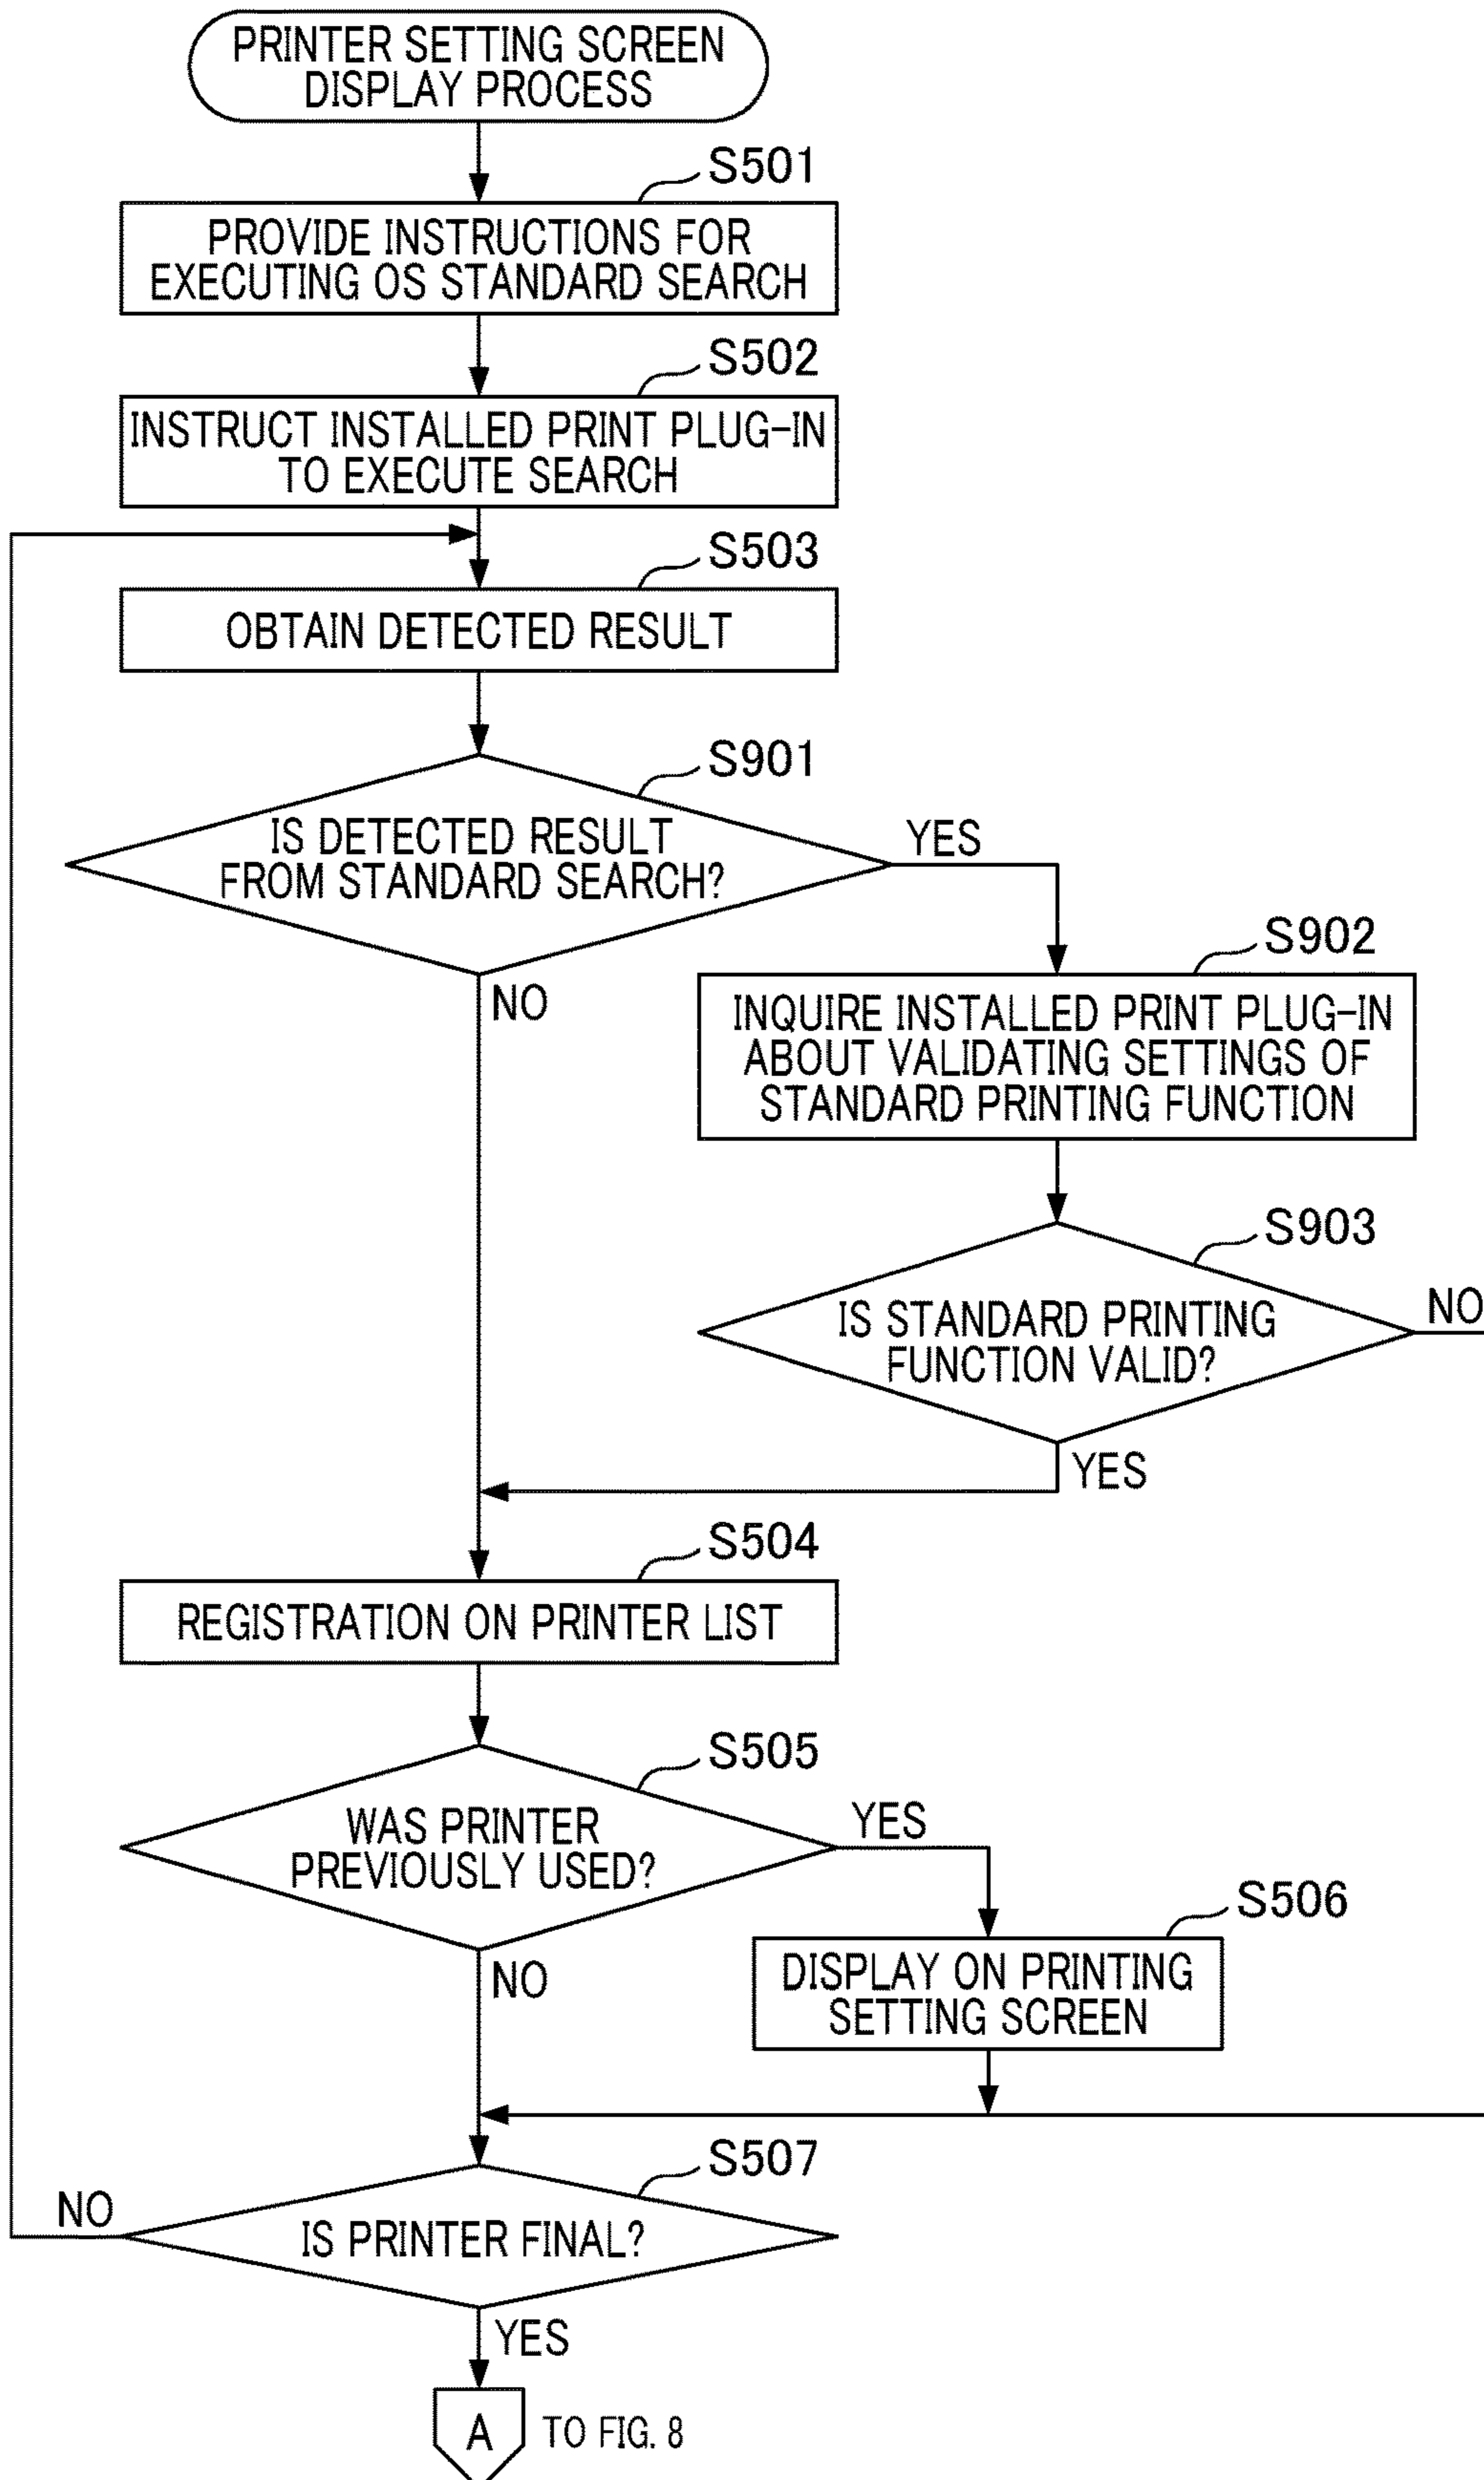 PRINTER SETTING SCREEN
DISPLAY PROCESS
S501
PROVIDE INSTRUCTIONS FOR
EXECUTING OS STANDARD SEARCH
S502
INSTRUCT INSTALLED PRINT PLUG-IN
TO EXECUTE SEARCH
S503
OBTAIN DETECTED RESULT
S901
IS DETECTED RESULT
FROM STANDARD SEARCH?
YES
NO
S902
INQUIRE INSTALLED PRINT PLUG-IN
ABOUT VALIDATING SETTINGS OF
STANDARD PRINTING FUNCTION
S903
IS STANDARD PRINTING
FUNCTION VALID?
NO
YES
S504
REGISTRATION ON PRINTER LIST
S505
WAS PRINTER
PREVIOUSLY USED?
YES
NO
S506
DISPLAY ON PRINTING
SETTING SCREEN
S507
IS PRINTER FINAL?
NO
YES
A TO FIG. 8